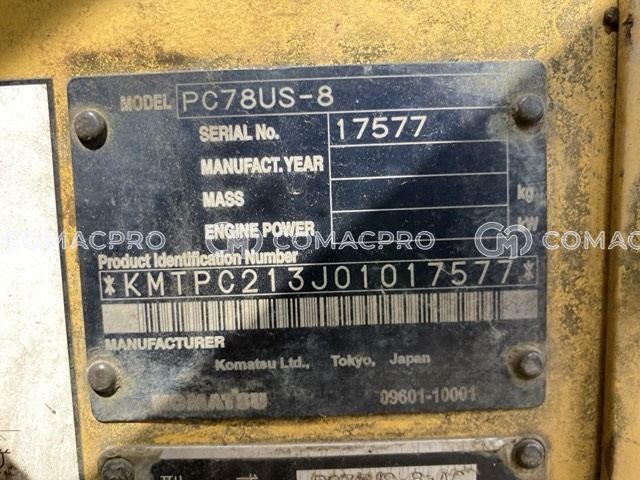 MODEL PC78US-8
SERIAL No. 17577
MANUFACT.YEAR
MASS kg
ENGINE POWER kW
COMACPRO COMACPRO COMACPRO
Product Identification Number
*KMTPC213J01017577*
MANUFACTURER
Komatsu Ltd., Tokyo, Japan
KOMATSU 09601-10001